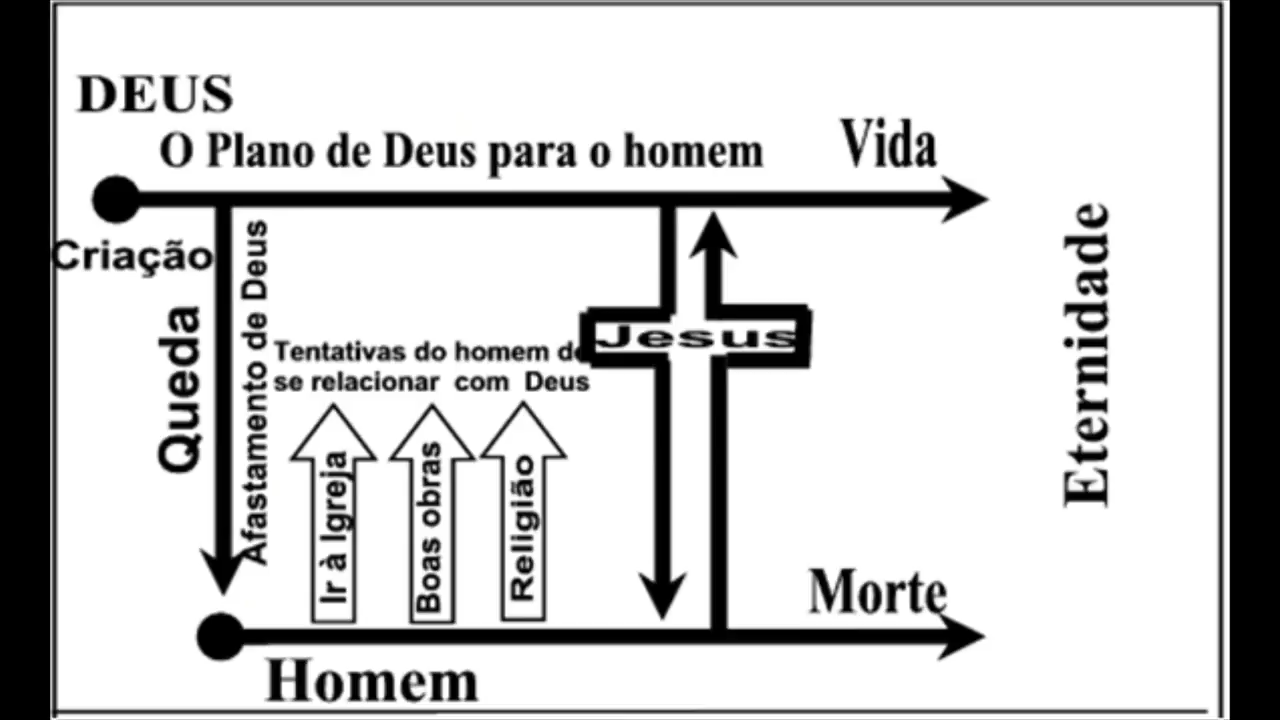 DEUS
O Plano de Deus para o homem
Vida
Criação
Queda
Afastamento de Deus
Tentativas do homem de
se relacionar com Deus
Ir à Igreja
Boas obras
Religião
Jesus
Eternidade
Morte
Homem